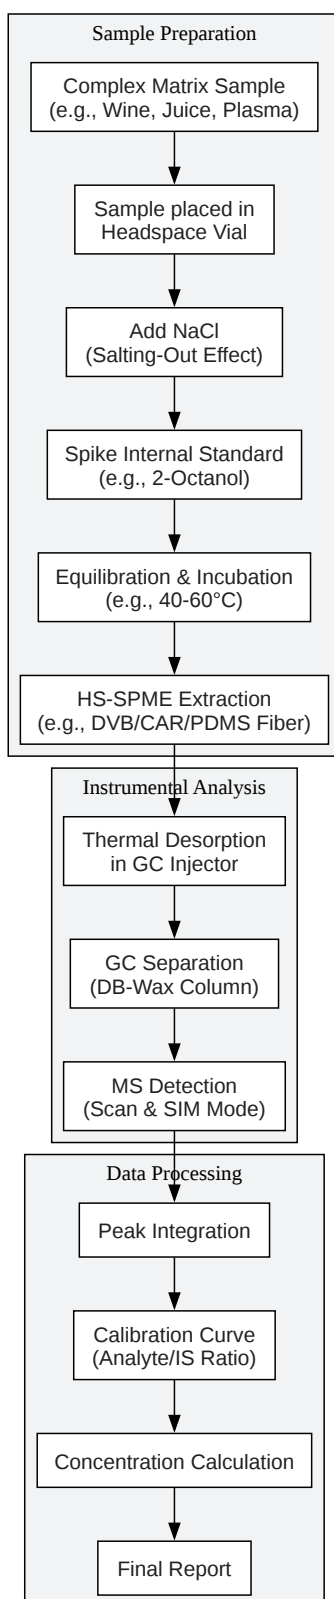 Sample Preparation
Complex Matrix Sample
(e.g., Wine, Juice, Plasma)
Sample placed in
Headspace Vial
Add NaCl
(Salting-Out Effect)
Spike Internal Standard
(e.g., 2-Octanol)
Equilibration & Incubation
(e.g., 40-60°C)
HS-SPME Extraction
(e.g., DVB/CAR/PDMS Fiber)
Instrumental Analysis
Thermal Desorption
in GC Injector
GC Separation
(DB-Wax Column)
MS Detection
(Scan & SIM Mode)
Data Processing
Peak Integration
Calibration Curve
(Analyte/IS Ratio)
Concentration Calculation
Final Report